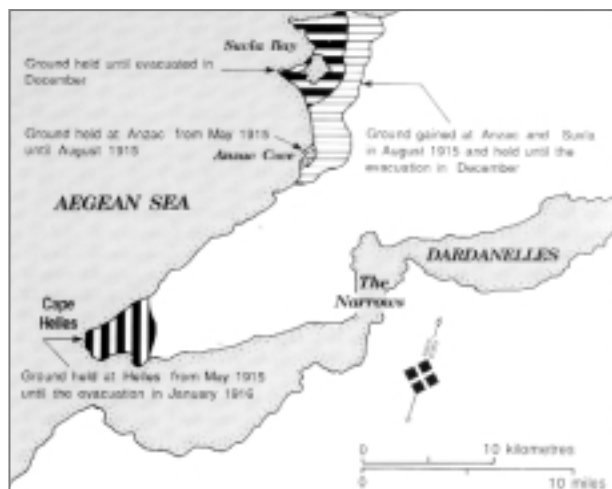 Suvla Bay
Ground held until evacuated in
December
Ground held at Anzac from May 1915
until August 1915
Anzac Cove
Ground gained at Anzac and Suvla
in August 1915 and held until the
evacuation in December
AEGEAN SEA
DARDANELLES
The
Narrows
Cape
Helles
Ground held at Helles from May 1915
until the evacuation in January 1916
0 10 kilometres
0 10 miles